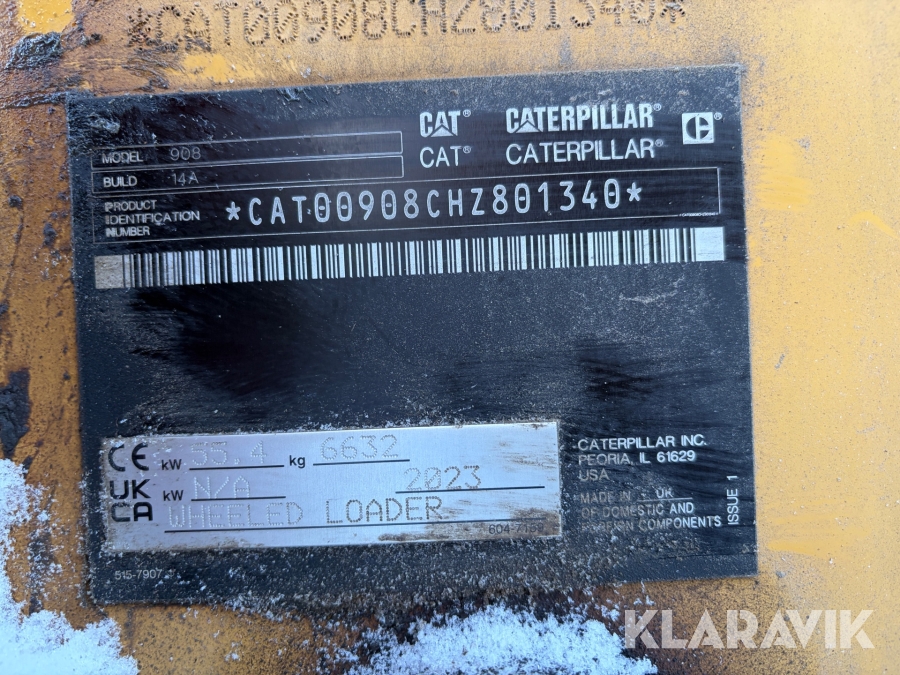 *CAT00908CHZ801340*
CAT® CATERPILLAR®
CAT® CATERPILLAR®
MODEL 908
BUILD 14A
PRODUCT IDENTIFICATION NUMBER
*CAT00908CHZ801340*
CE kW 55.4 kg 6632
UKCA kW N/A 2023
WHEELED LOADER
CATERPILLAR INC.
PEORIA, IL 61629
USA
MADE IN UK
OF DOMESTIC AND
FOREIGN COMPONENTS
ISSUE 1
515-7907
KLARAVIK